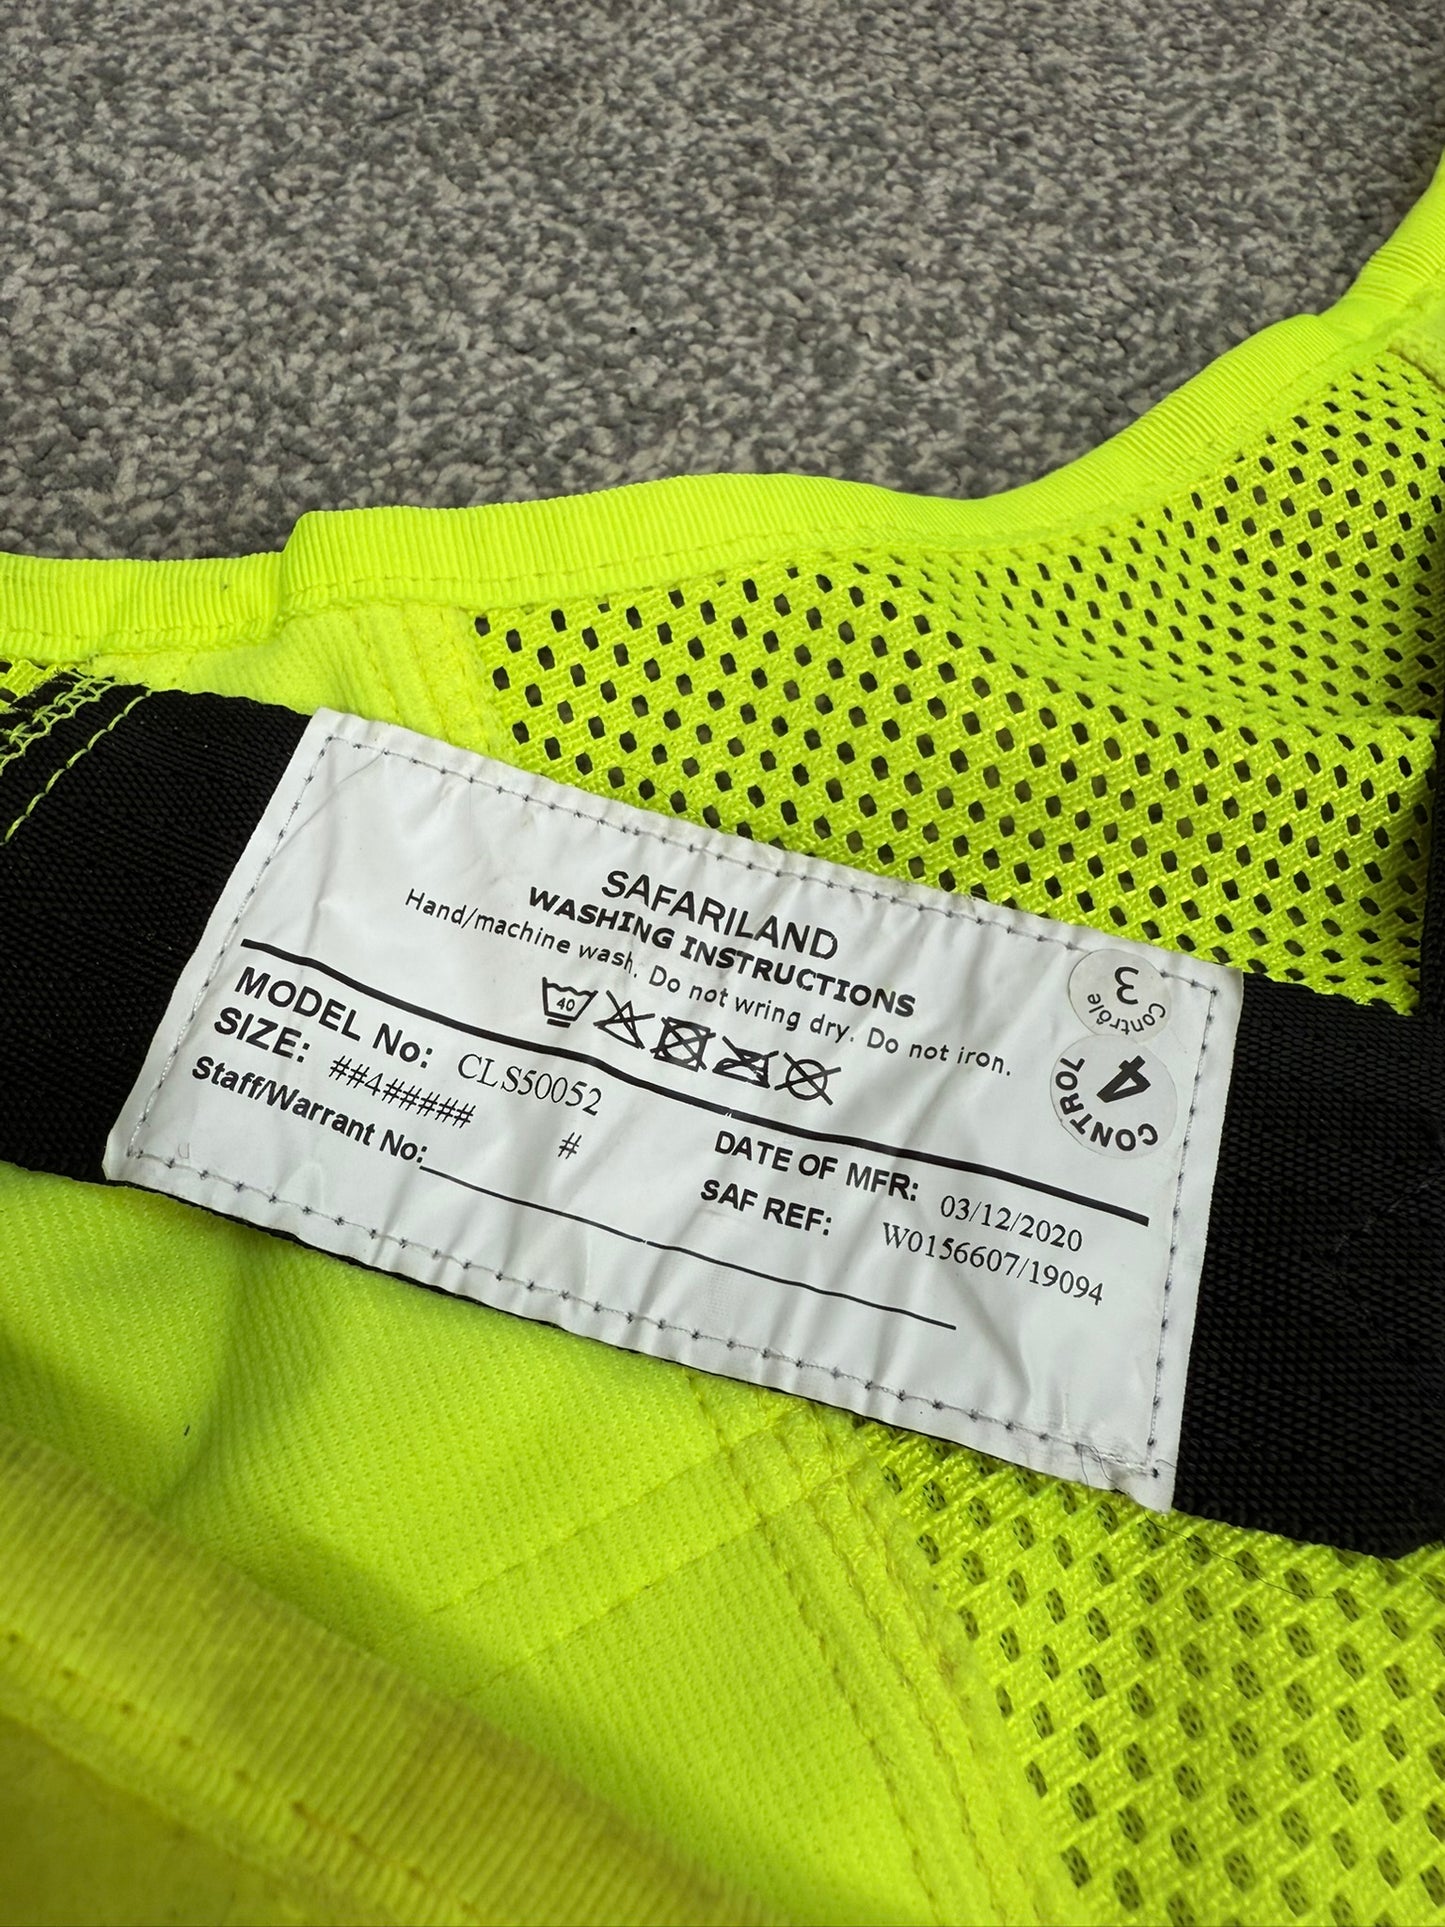 SAFARILAND
WASHING INSTRUCTIONS
Hand/machine wash. Do not wring dry. Do not iron.
40
MODEL No: CLS50052
DATE OF MFR: 03/12/2020
SIZE: ##4##### #
SAF REF: W0156607/19094
Staff/Warrant No:
3
Contrôle
CONTROL
4